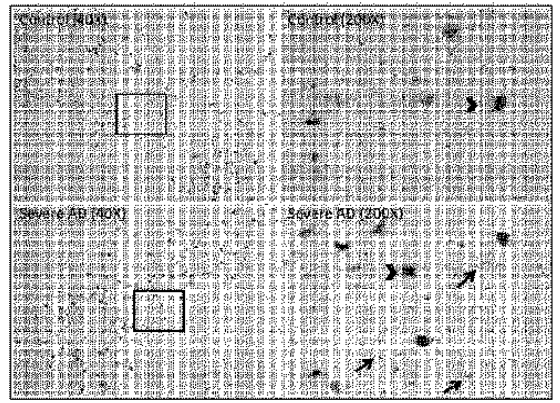 Control (40X)
Control (200X)
Severe AD (40X)
Severe AD (200X)